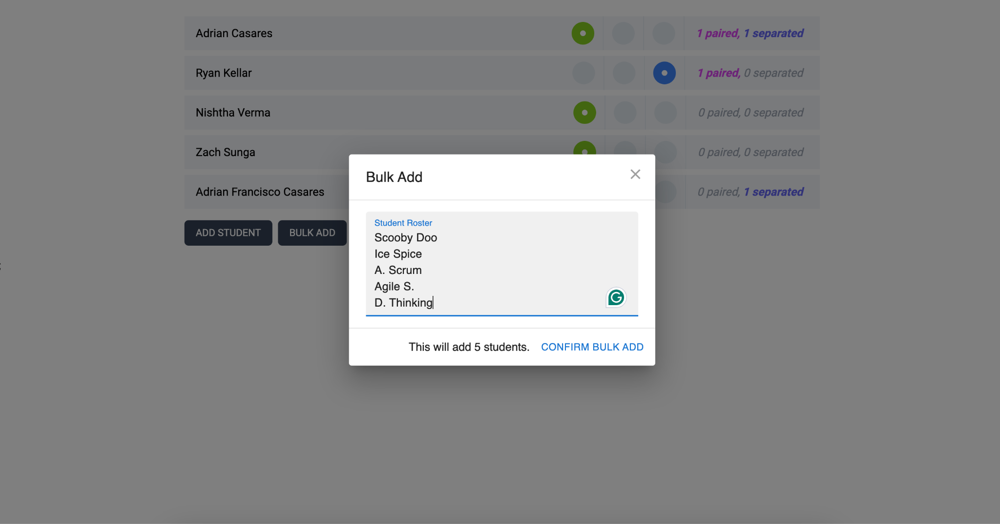 Adrian Casares 1 paired, 1 separated
Ryan Kellar 1 paired, 0 separated
Nishtha Verma 0 paired, 0 separated
Zach Sunga 0 paired, 0 separated
Adrian Francisco Casares 0 paired, 1 separated
ADD STUDENT BULK ADD
Bulk Add
Student Roster
Scooby Doo
Ice Spice
A. Scrum
Agile S.
D. Thinking
This will add 5 students. CONFIRM BULK ADD